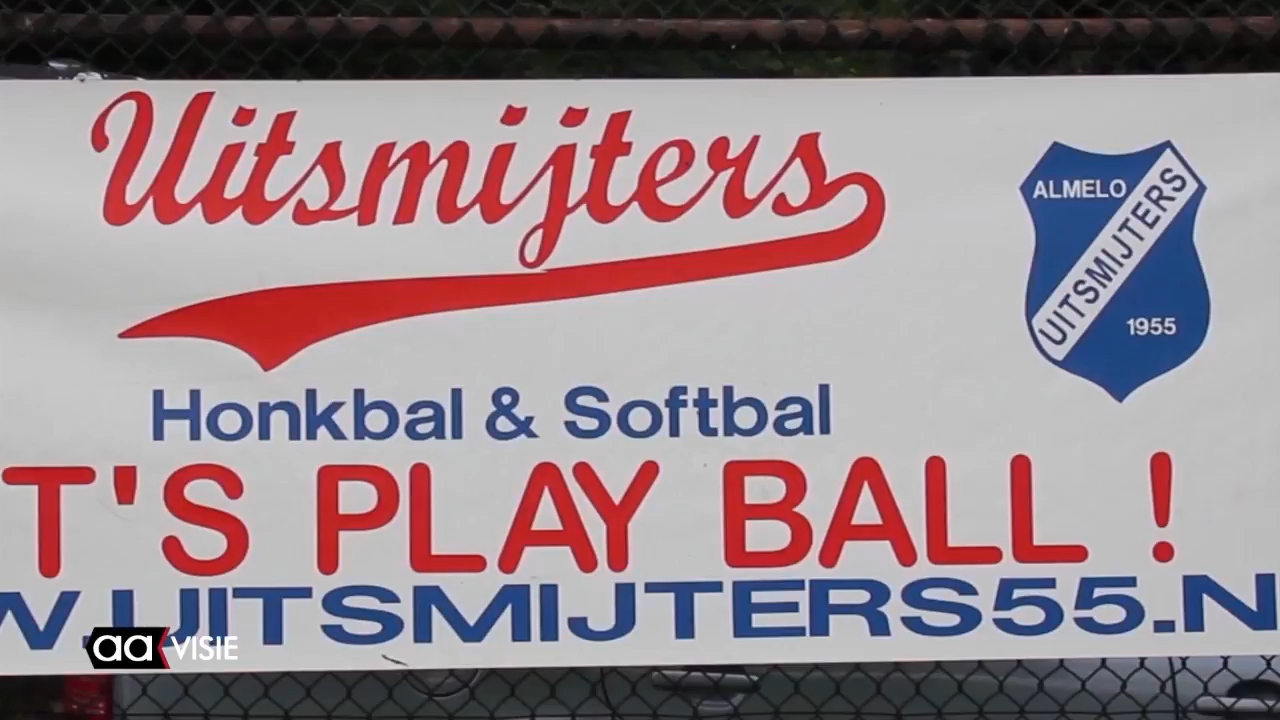 Uitsmijters
ALMELO
UITSMIJTERS
1955
Honkbal & Softbal
T'S PLAY BALL !
W.UITSMIJTERS55.N
aa VISIE